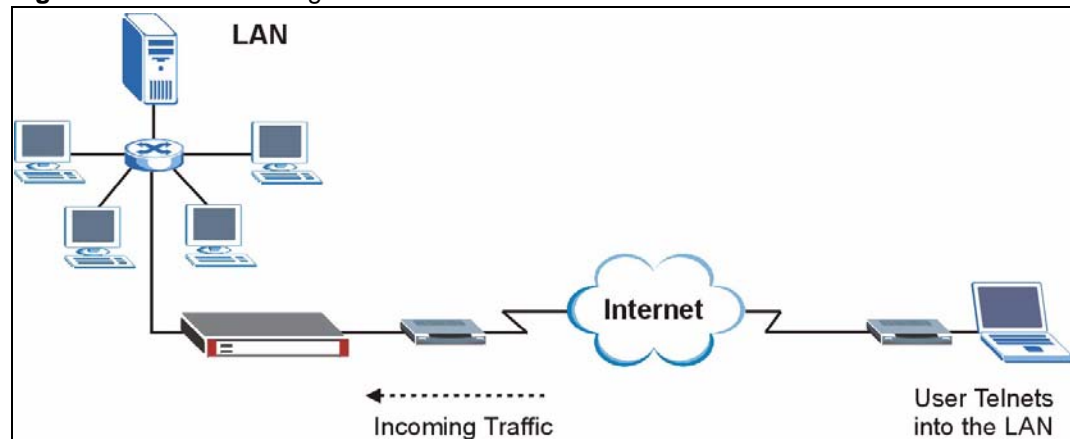 LAN
Internet
Incoming Traffic
User Telnets
into the LAN